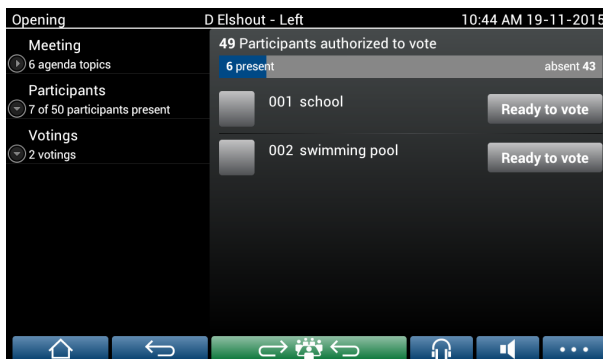 Opening D Elshout - Left 10:44 AM 19-11-2015
Meeting
6 agenda topics
Participants
7 of 50 participants present
Votings
2 votings
49 Participants authorized to vote
6 present absent 43
001 school Ready to vote
002 swimming pool Ready to vote